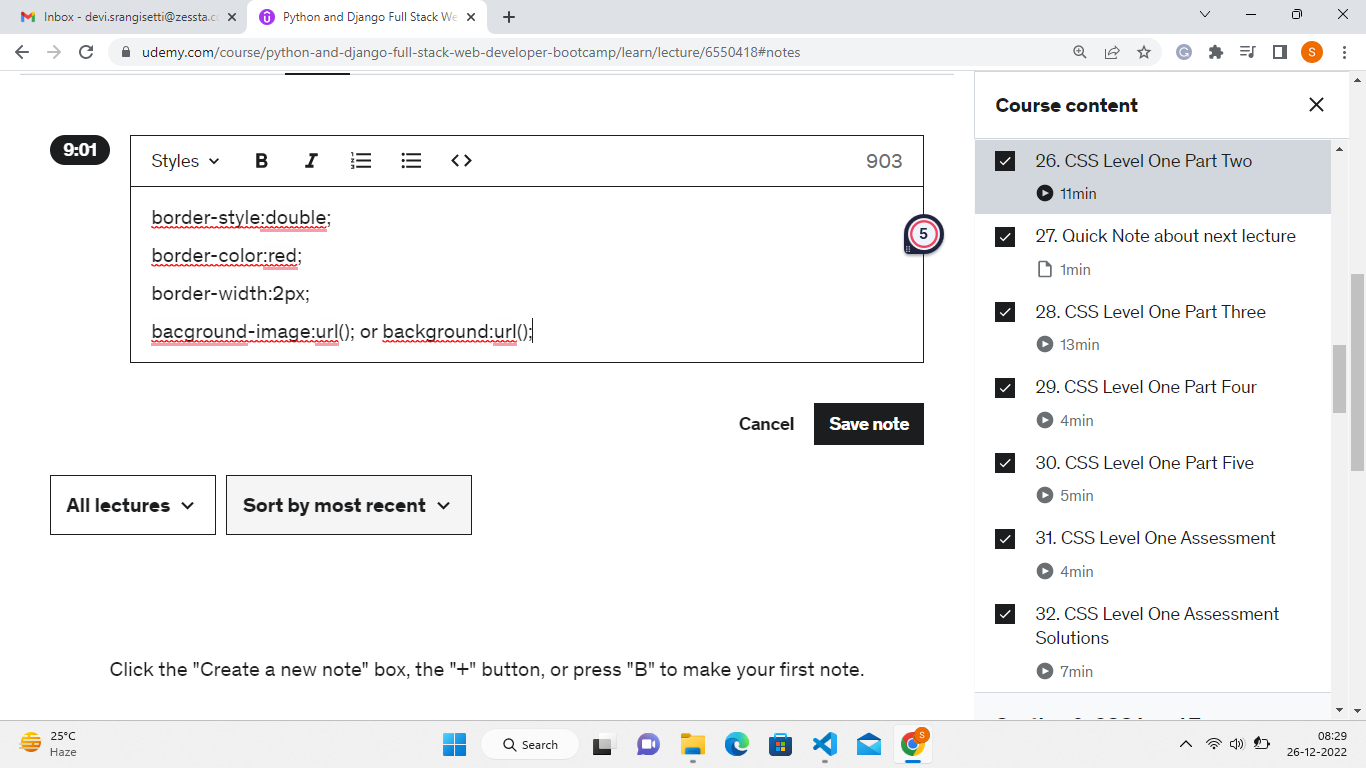 Inbox - devi.srangisetti@zessta.c
Python and Django Full Stack We
udemy.com/course/python-and-django-full-stack-web-developer-bootcamp/learn/lecture/6550418#notes
S
9:01
Styles
B
I
903
border-style:double;
border-color:red;
border-width:2px;
bacground-image:url(); or background:url();
5
Cancel
Save note
All lectures
Sort by most recent
Click the "Create a new note" box, the "+" button, or press "B" to make your first note.
Course content
26. CSS Level One Part Two
11min
27. Quick Note about next lecture
1min
28. CSS Level One Part Three
13min
29. CSS Level One Part Four
4min
30. CSS Level One Part Five
5min
31. CSS Level One Assessment
4min
32. CSS Level One Assessment
Solutions
7min
25°C
Haze
Search
S
08:29
26-12-2022